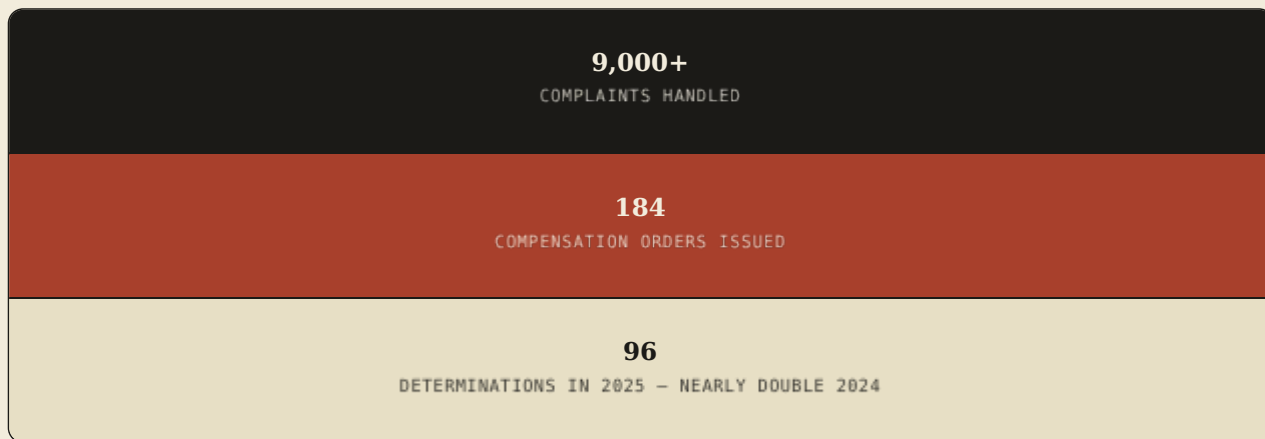 9,000+
COMPLAINTS HANDLED
184
COMPENSATION ORDERS ISSUED
96
DETERMINATIONS IN 2025 — NEARLY DOUBLE 2024